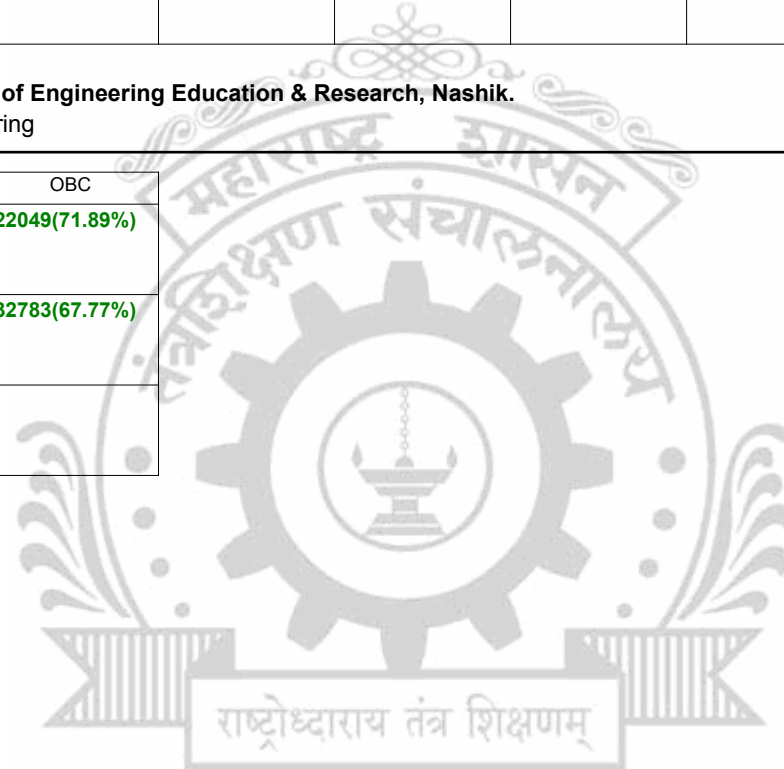 of Engineering Education & Research, Nashik.
ring
OBC
22049(71.89%)
32783(67.77%)
महाराष्ट्र शासन
तंत्रशिक्षण संचालनालय
राष्ट्रोध्दाराय तंत्र शिक्षणम्